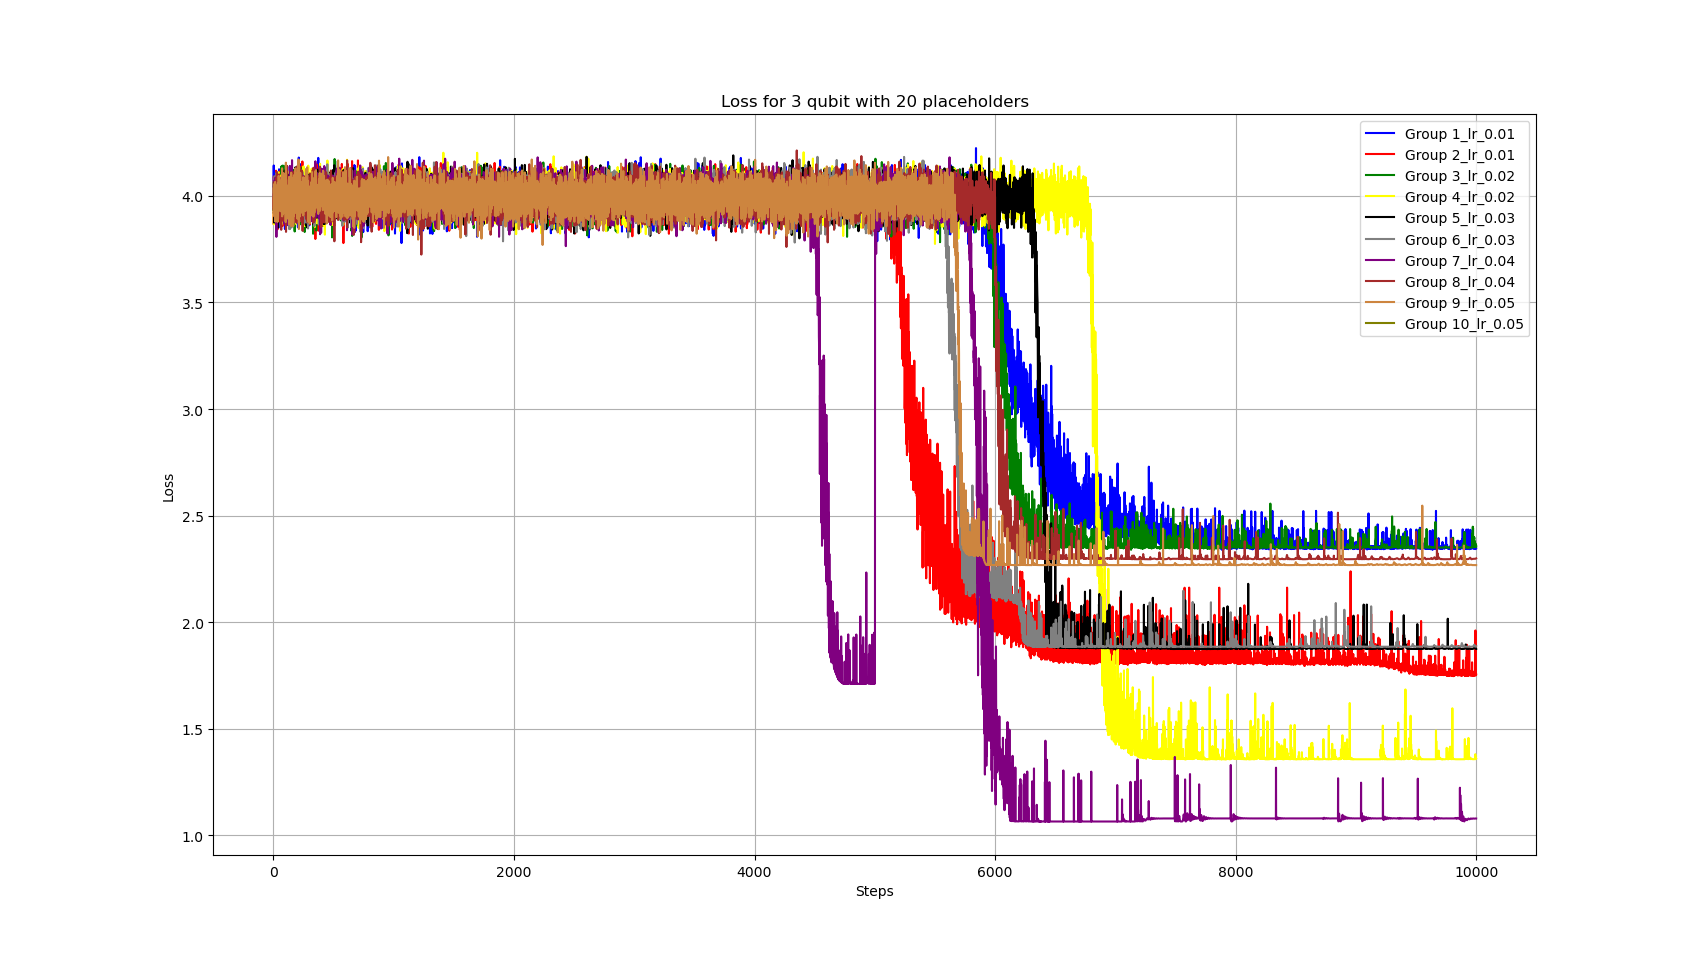 Loss for 3 qubit with 20 placeholders
Group 1_lr_0.01
Group 2_lr_0.01
Group 3_lr_0.02
Group 4_lr_0.02
Group 5_lr_0.03
Group 6_lr_0.03
Group 7_lr_0.04
Group 8_lr_0.04
Group 9_lr_0.05
Group 10_lr_0.05
4.0
3.5
3.0
2.5
2.0
1.5
1.0
Loss
0 2000 4000 6000 8000 10000
Steps